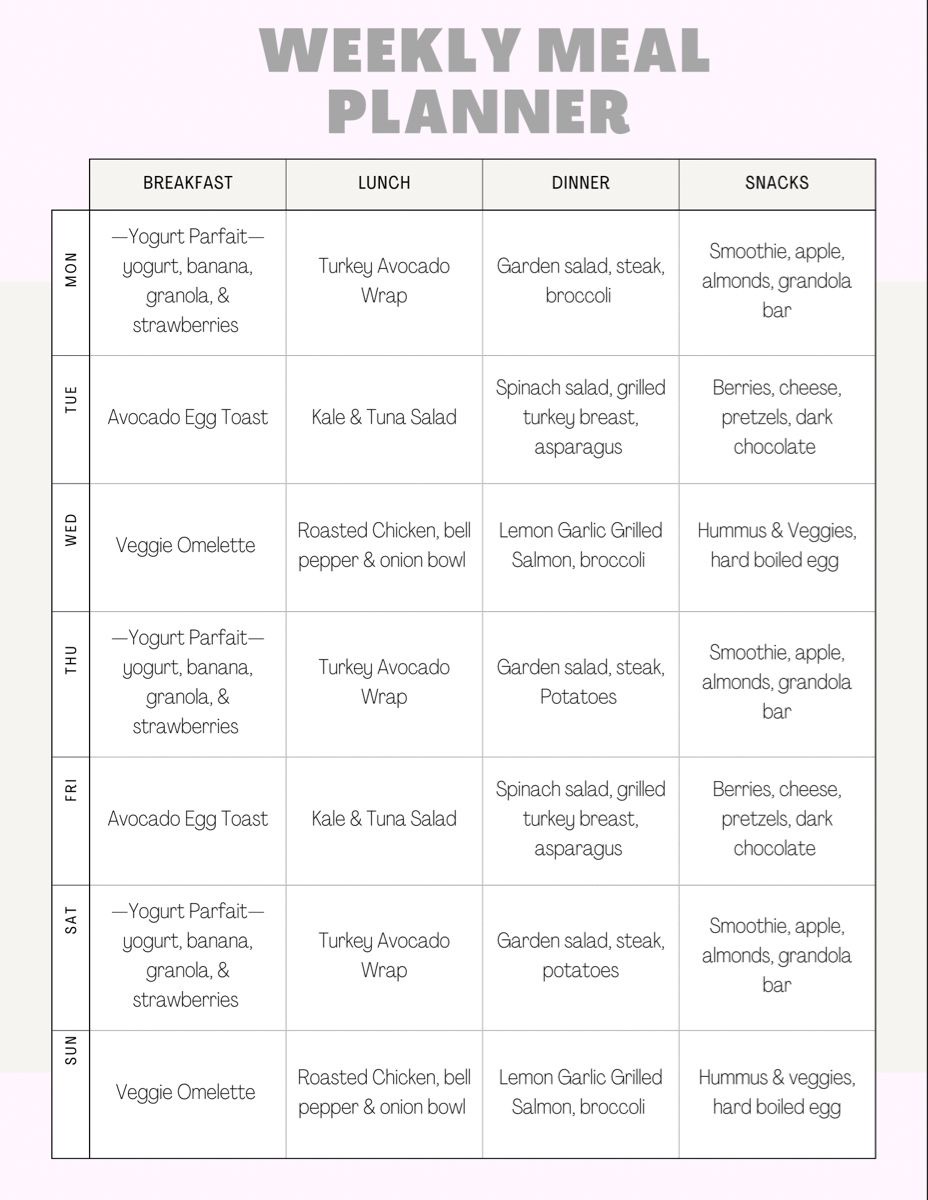 WEEKLY MEAL
PLANNER
BREAKFAST
LUNCH
DINNER
SNACKS
MON
—Yogurt Parfait—
yogurt, banana,
granola, &
strawberries
Turkey Avocado
Wrap
Garden salad, steak,
broccoli
Smoothie, apple,
almonds, grandola
bar
TUE
Avocado Egg Toast
Kale & Tuna Salad
Spinach salad, grilled
turkey breast,
asparagus
Berries, cheese,
pretzels, dark
chocolate
WED
Veggie Omelette
Roasted Chicken, bell
pepper & onion bowl
Lemon Garlic Grilled
Salmon, broccoli
Hummus & Veggies,
hard boiled egg
THU
—Yogurt Parfait—
yogurt, banana,
granola, &
strawberries
Turkey Avocado
Wrap
Garden salad, steak,
Potatoes
Smoothie, apple,
almonds, grandola
bar
FRI
Avocado Egg Toast
Kale & Tuna Salad
Spinach salad, grilled
turkey breast,
asparagus
Berries, cheese,
pretzels, dark
chocolate
SAT
—Yogurt Parfait—
yogurt, banana,
granola, &
strawberries
Turkey Avocado
Wrap
Garden salad, steak,
potatoes
Smoothie, apple,
almonds, grandola
bar
SUN
Veggie Omelette
Roasted Chicken, bell
pepper & onion bowl
Lemon Garlic Grilled
Salmon, broccoli
Hummus & veggies,
hard boiled egg